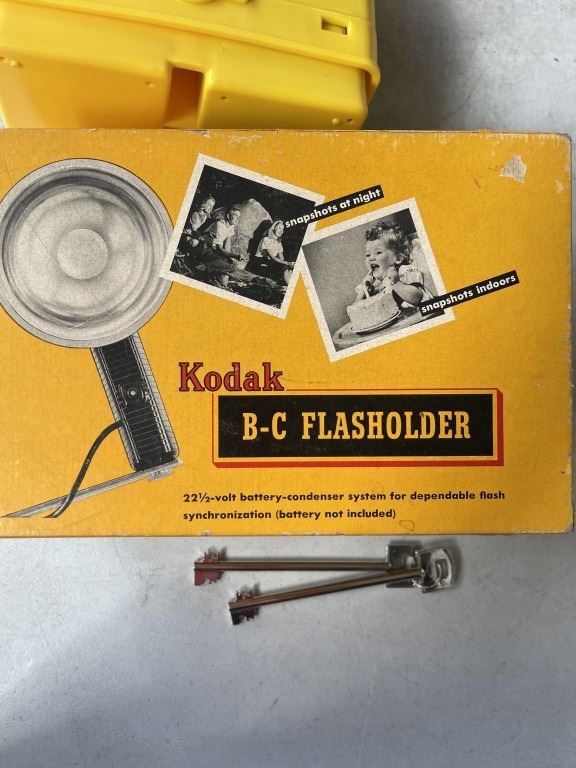 snapshots at night
snapshots indoors
Kodak
B-C FLASHOLDER
22½-volt battery-condenser system for dependable flash
synchronization (battery not included)